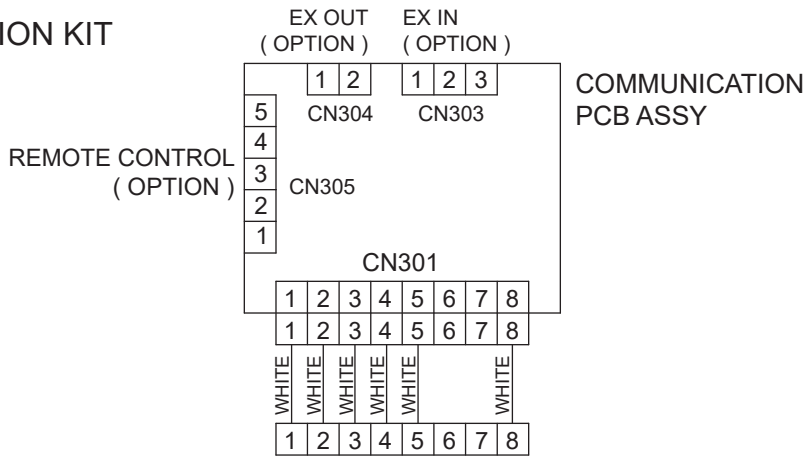 ION KIT
EX OUT
( OPTION )
EX IN
( OPTION )
1 2
1 2 3
CN304
CN303
COMMUNICATION
PCB ASSY
REMOTE CONTROL
( OPTION )
5
4
3
2
1
CN305
CN301
1 2 3 4 5 6 7 8
1 2 3 4 5 6 7 8
WHITE
WHITE
WHITE
WHITE
WHITE
WHITE
1 2 3 4 5 6 7 8